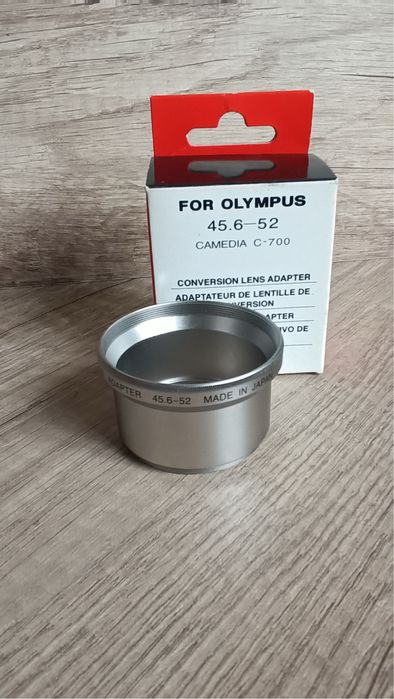 FOR OLYMPUS
45.6-52
CAMEDIA C-700
CONVERSION LENS ADAPTER
ADAPTATEUR DE LENTILLE DE
ADAPTER 45.6-52 MADE IN JAPAN